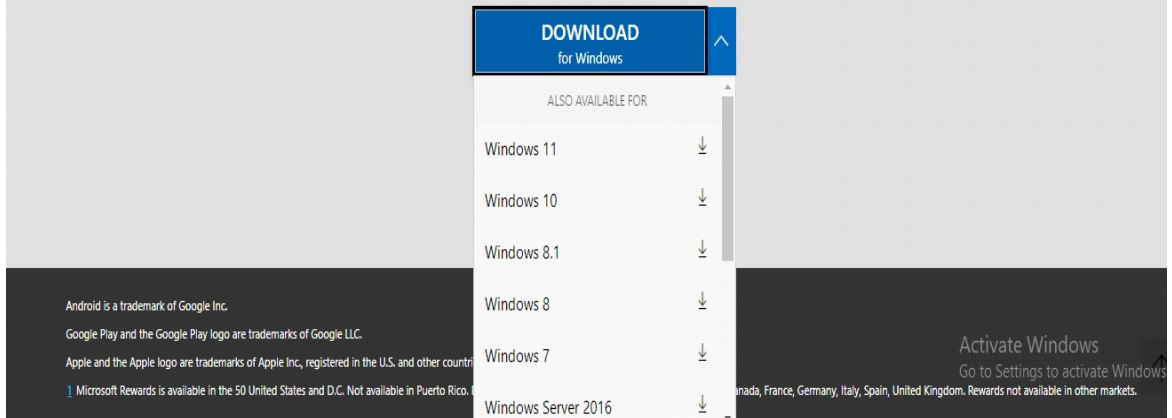 DOWNLOAD
for Windows
ALSO AVAILABLE FOR
Windows 11
Windows 10
Windows 8.1
Windows 8
Windows 7
Windows Server 2016
Android is a trademark of Google Inc.
Google Play and the Google Play logo are trademarks of Google LLC.
Apple and the Apple logo are trademarks of Apple Inc., registered in the U.S. and other countri
1 Microsoft Rewards is available in the 50 United States and D.C. Not available in Puerto Rico. anada, France, Germany, Italy, Spain, United Kingdom. Rewards not available in other markets.
Activate Windows
Go to Settings to activate Windows